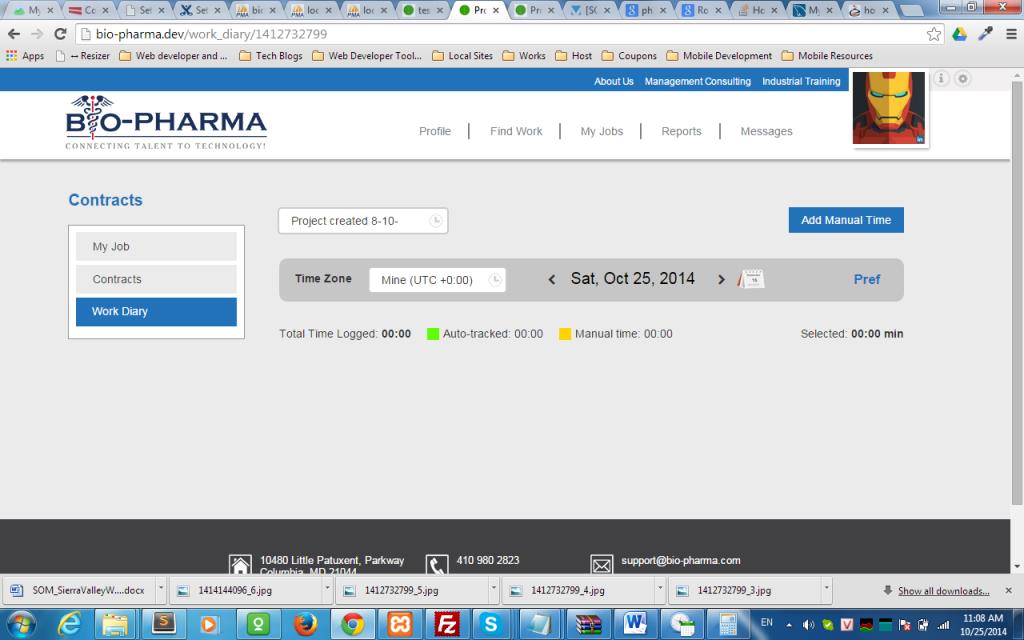 My
Co
Set
Set
bio
loc
loc
tes
Pro
Pr
[SO
ph
Ro
Ho
My
ho
bio-pharma.dev/work_diary/1412732799
Apps
↔ Resizer
Web developer and ...
Tech Blogs
Web Developer Tool...
Local Sites
Works
Host
Coupons
Mobile Development
Mobile Resources
About Us Management Consulting Industrial Training
BIO-PHARMA
CONNECTING TALENT TO TECHNOLOGY!
Profile | Find Work | My Jobs | Reports | Messages
Contracts
My Job
Contracts
Work Diary
Project created 8-10-
Add Manual Time
Time Zone
Mine (UTC +0:00)
Sat, Oct 25, 2014
Pref
Total Time Logged: 00:00
Auto-tracked: 00:00
Manual time: 00:00
Selected: 00:00 min
10480 Little Patuxent, Parkway
Columbia, MD 21044
410 980 2823
support@bio-pharma.com
SOM_SierraValleyW....docx
1414144096_6.jpg
1412732799_5.jpg
1412732799_4.jpg
1412732799_3.jpg
Show all downloads...
EN
11:08 AM
10/25/2014